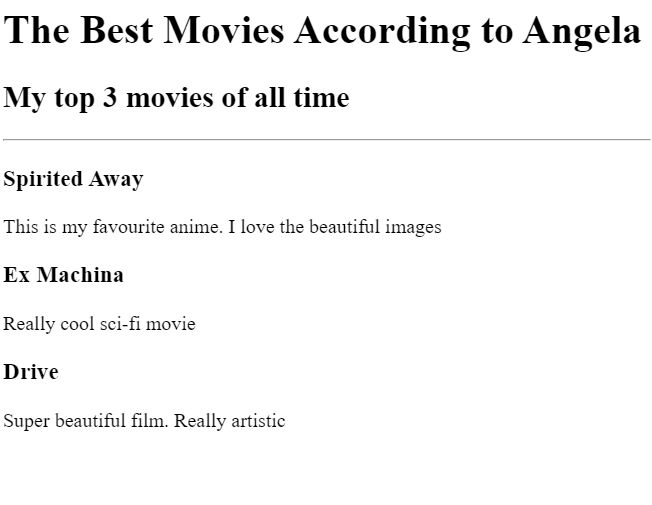 The Best Movies According to Angela
My top 3 movies of all time
Spirited Away
This is my favourite anime. I love the beautiful images
Ex Machina
Really cool sci-fi movie
Drive
Super beautiful film. Really artistic